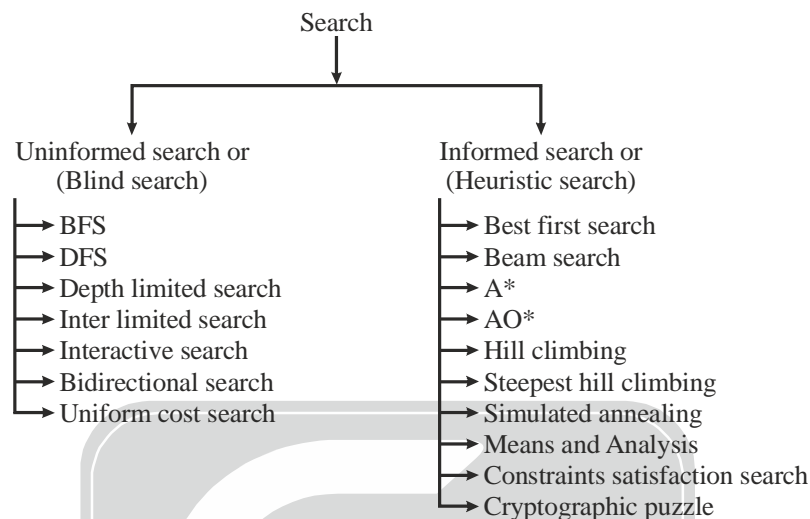 Search
Uninformed search or
(Blind search)
BFS
DFS
Depth limited search
Inter limited search
Interactive search
Bidirectional search
Uniform cost search
Informed search or
(Heuristic search)
Best first search
Beam search
A*
AO*
Hill climbing
Steepest hill climbing
Simulated annealing
Means and Analysis
Constraints satisfaction search
Cryptographic puzzle